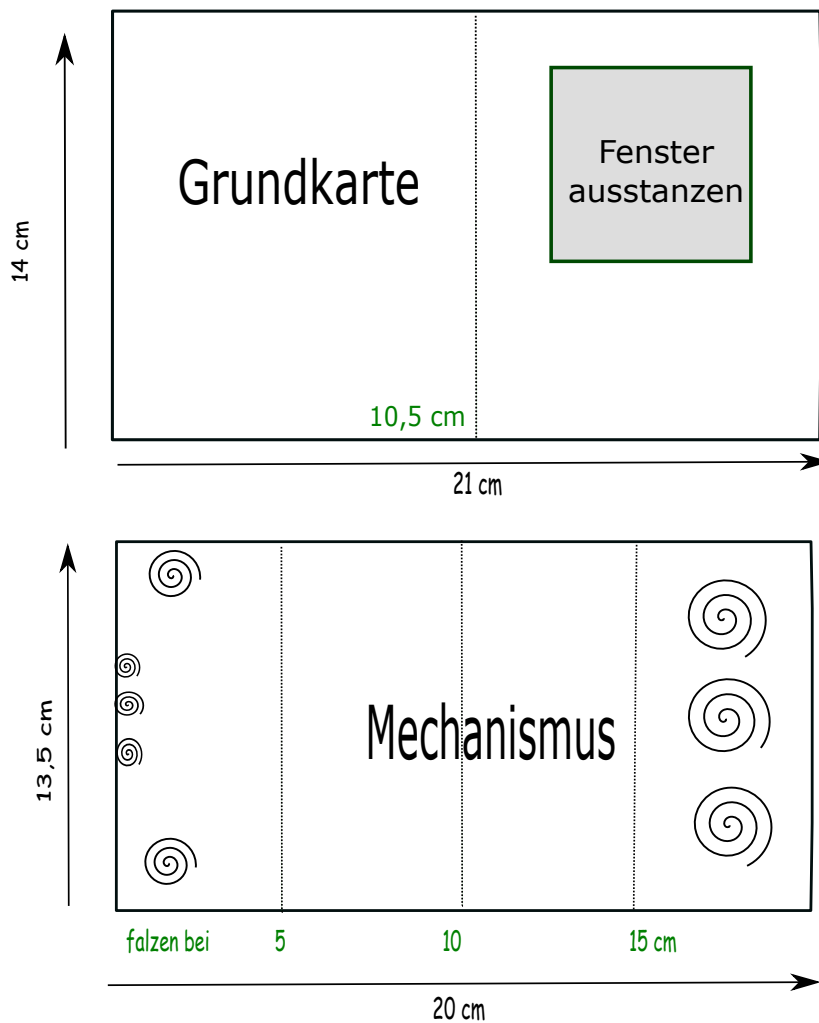 Grundkarte
Fenster
ausstanzen
14 cm
10,5 cm
21 cm
Mechanismus
13,5 cm
falzen bei 5 10 15 cm
20 cm